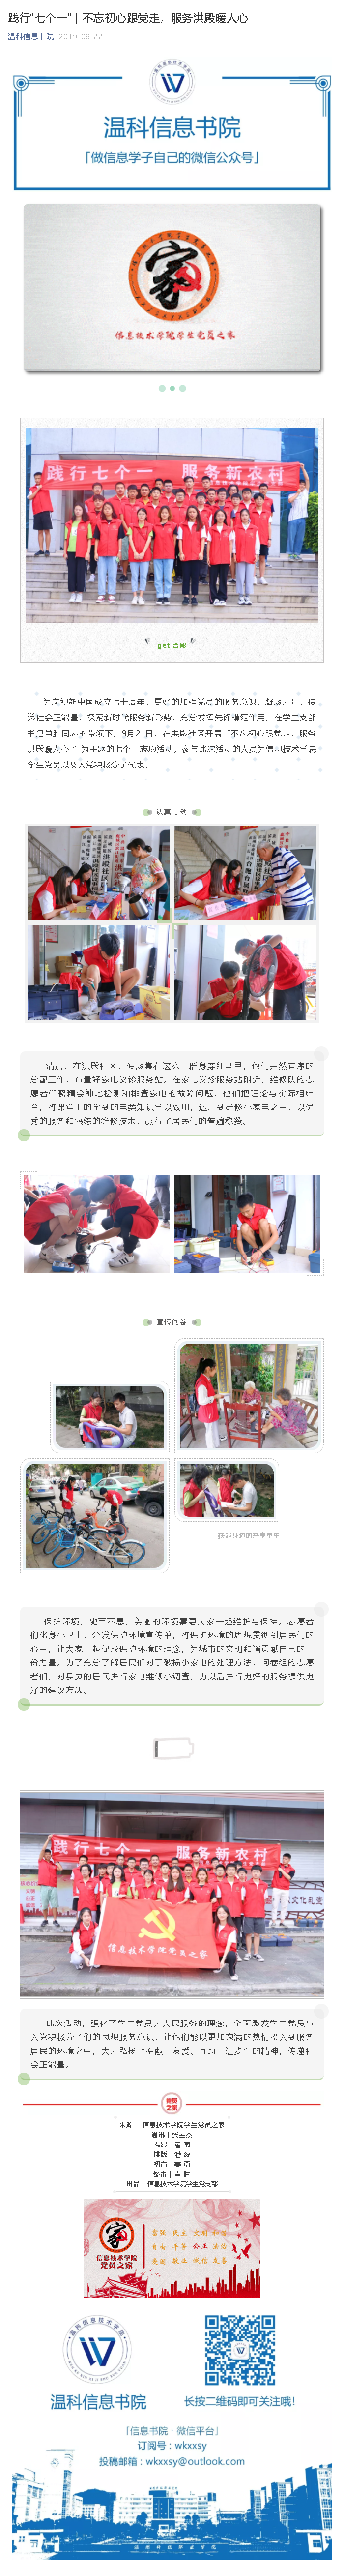 践行“七个一” | 不忘初心跟党走，服务洪殿暖人心
温科信息书院 2019-09-22
温科信息书院
「做信息学子自己的微信公众号」
家
信息技术学院学生党员之家
践行七个一 服务新农村
get 合影
为庆祝新中国成立七十周年，更好的加强党员的服务意识，凝聚力量，传
递社会正能量；探索新时代服务新形势，充分发挥先锋模范作用，在学生支部
书记肖胜同志的带领下，9月21日，在洪殿社区开展“不忘初心跟党走，服务
洪殿暖人心 ”为主题的七个一志愿活动。参与此次活动的人员为信息技术学院
学生党员以及入党积极分子代表。
认真行动
清晨，在洪殿社区，便聚集着这么一群身穿红马甲，他们井然有序的
分配工作，布置好家电义诊服务站。在家电义诊服务站附近，维修队的志
愿者们聚精会神地检测和排查家电的故障问题，他们把理论与实际相结
合，将课堂上的学到的电类知识学以致用，运用到维修小家电之中，以优
秀的服务和熟练的维修技术，赢得了居民们的普遍称赞。
宣传问卷
扶起身边的共享单车
保护环境，驰而不息，美丽的环境需要大家一起维护与保持。志愿者
们化身小卫士，分发保护环境宣传单，将保护环境的思想贯彻到居民们的
心中，让大家一起促成保护环境的理念，为城市的文明和谐贡献自己的一
份力量。为了充分了解居民们对于破损小家电的处理方法，问卷组的志愿
者们，对身边的居民进行家电维修小调查，为以后进行更好的服务提供更
好的建议方法。
践行七个一 服务新农村
信息技术学院党员之家
此次活动，强化了学生党员为人民服务的理念，全面激发学生党员与
入党积极分子们的思想服务意识，让他们能以更加饱满的热情投入到服务
居民的环境之中，大力弘扬“奉献、友爱、互助、进步”的精神，传递社
会正能量。
来源 | 信息技术学院学生党员之家
通讯 | 张昱杰
摄影 | 潘 葱
排版 | 潘 葱
初审 | 姜 萌
终审 | 肖 胜
出品 | 信息技术学院学生党支部
家
信息技术学院
党员之家
富强 民主 文明 和谐
自由 平等 公正 法治
爱国 敬业 诚信 友善
温科信息书院
长按二维码即可关注哦！
「信息书院 · 微信平台」
订阅号：wkxxsy
投稿邮箱：wkxxsy@outlook.com